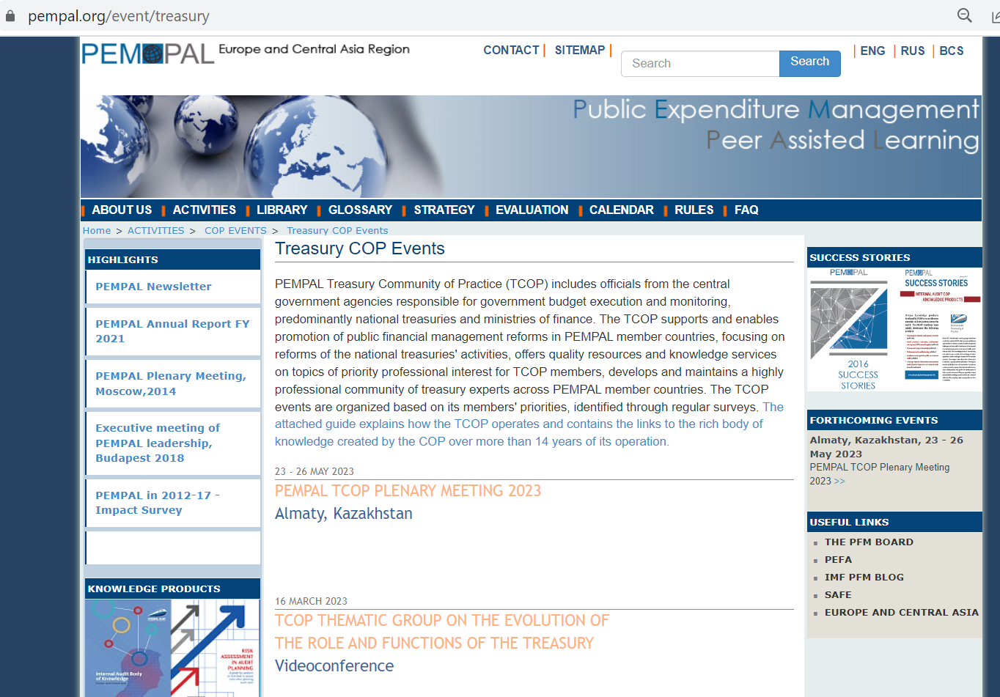 pempal.org/event/treasury
PEMPAL Europe and Central Asia Region
CONTACT | SITEMAP |
Search
Search
| ENG | RUS | BCS
Public Expenditure Management
Peer Assisted Learning
ABOUT US | ACTIVITIES | LIBRARY | GLOSSARY | STRATEGY | EVALUATION | CALENDAR | RULES | FAQ
Home > ACTIVITIES > COP EVENTS > Treasury COP Events
HIGHLIGHTS
PEMPAL Newsletter
PEMPAL Annual Report FY
2021
PEMPAL Plenary Meeting,
Moscow,2014
Executive meeting of
PEMPAL leadership,
Budapest 2018
PEMPAL in 2012-17 -
Impact Survey
KNOWLEDGE PRODUCTS
Internal Audit Body
of Knowledge
RISK
ASSESSMENT
IN AUDIT
PLANNING
Treasury COP Events
PEMPAL Treasury Community of Practice (TCOP) includes officials from the central
government agencies responsible for government budget execution and monitoring,
predominantly national treasuries and ministries of finance. The TCOP supports and enables
promotion of public financial management reforms in PEMPAL member countries, focusing on
reforms of the national treasuries' activities, offers quality resources and knowledge services
on topics of priority professional interest for TCOP members, develops and maintains a highly
professional community of treasury experts across PEMPAL member countries. The TCOP
events are organized based on its members' priorities, identified through regular surveys. The
attached guide explains how the TCOP operates and contains the links to the rich body of
knowledge created by the COP over more than 14 years of its operation.
23 - 26 MAY 2023
PEMPAL TCOP PLENARY MEETING 2023
Almaty, Kazakhstan
16 MARCH 2023
TCOP THEMATIC GROUP ON THE EVOLUTION OF
THE ROLE AND FUNCTIONS OF THE TREASURY
Videoconference
SUCCESS STORIES
PEMPAL
2016
SUCCESS
STORIES
PEMPAL
SUCCESS STORIES
INTERNAL AUDIT COP
KNOWLEDGE PRODUCTS
FORTHCOMING EVENTS
Almaty, Kazakhstan, 23 - 26
May 2023
PEMPAL TCOP Plenary Meeting
2023 >>
USEFUL LINKS
THE PFM BOARD
PEFA
IMF PFM BLOG
SAFE
EUROPE AND CENTRAL ASIA